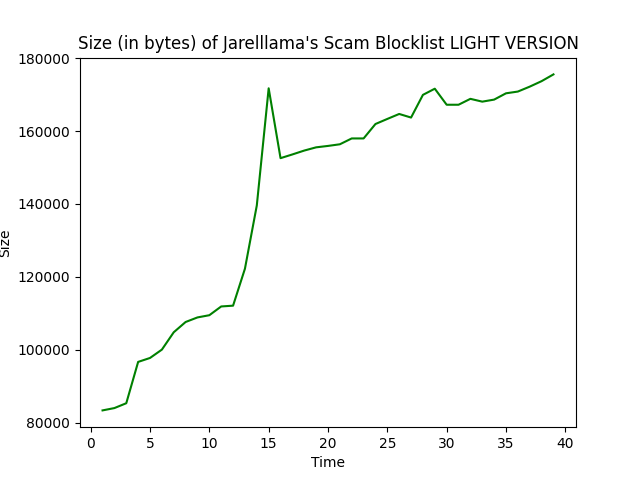 Size (in bytes) of Jarelllama's Scam Blocklist LIGHT VERSION
180000
160000
140000
120000
100000
80000
Size
0 5 10 15 20 25 30 35 40
Time